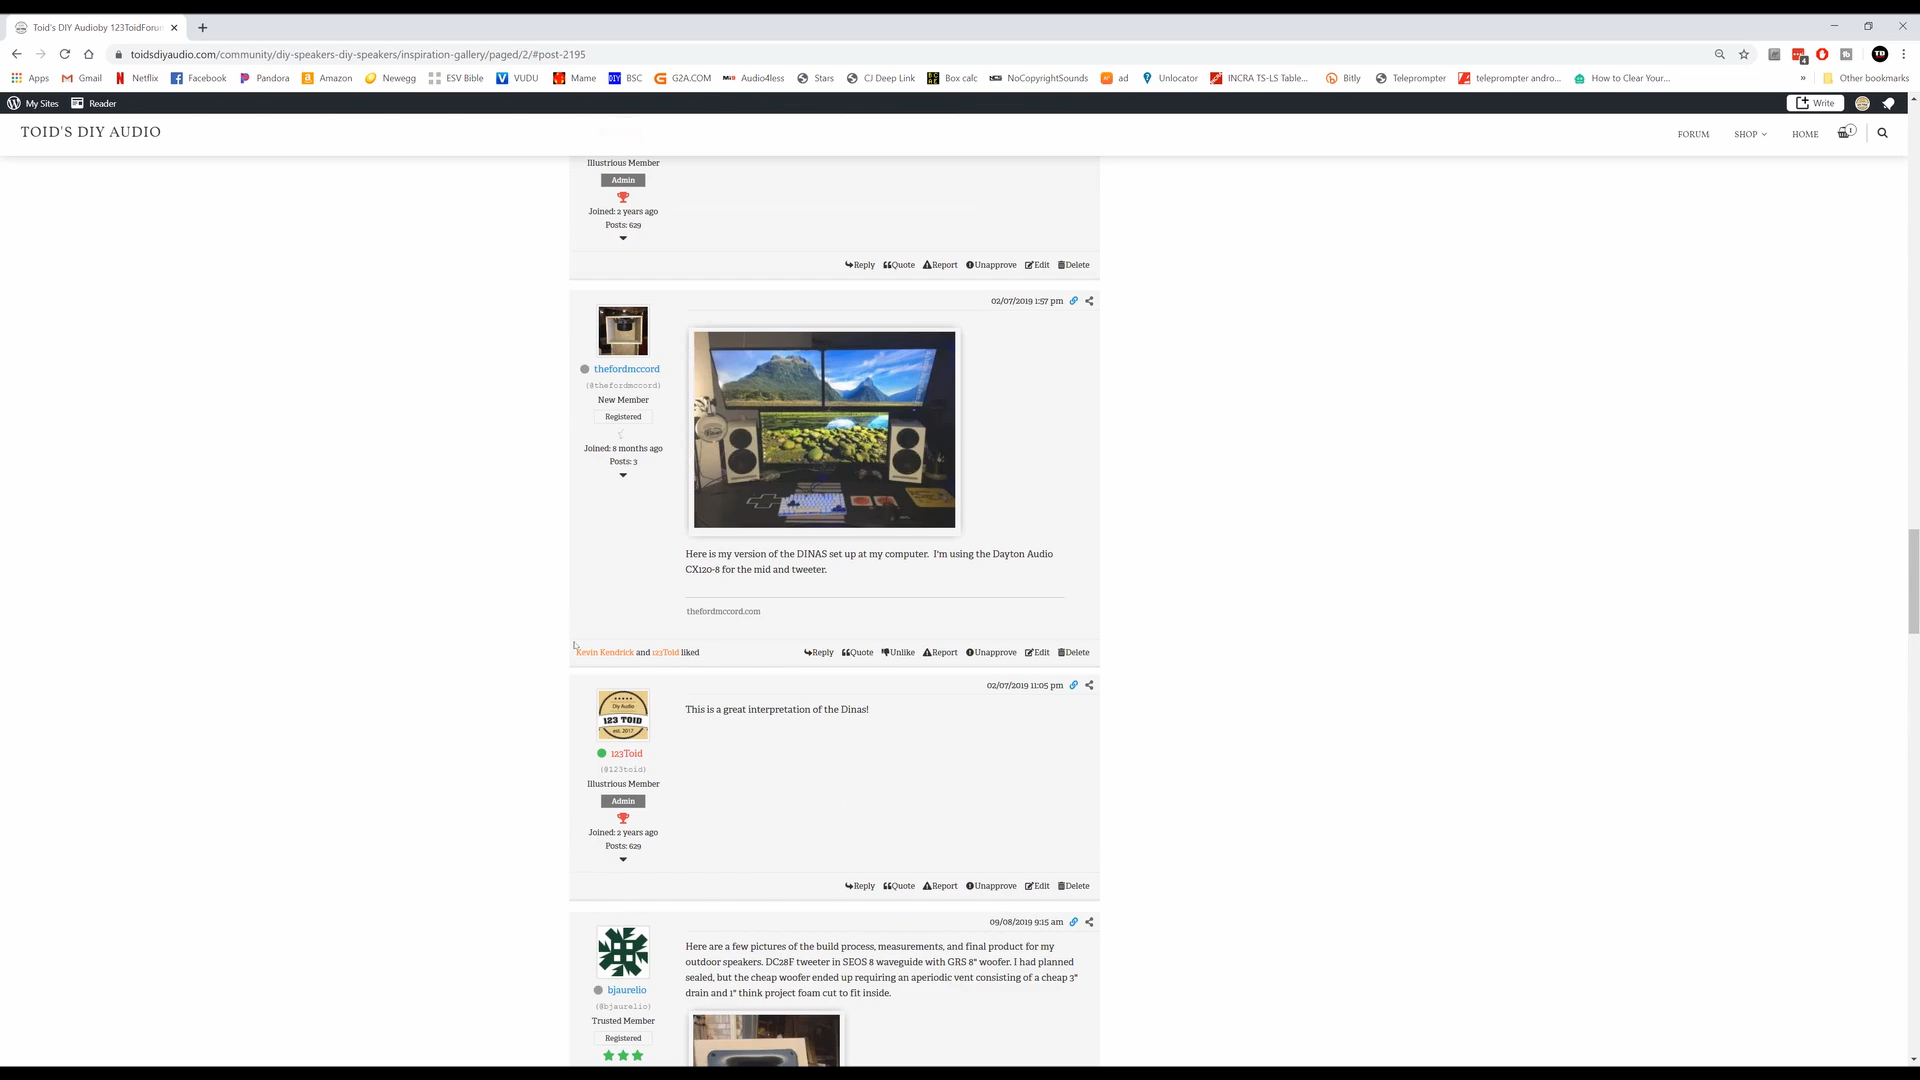 Toid's DIY Audioby 123ToidForu
toidsdiyaudio.com/community/diy-speakers-diy-speakers/inspiration-gallery/paged/2/#post-2195
TD
4
Apps Gmail Netflix Facebook Pandora Amazon Newegg ESV Bible VUDU Mame BSC G2A.COM Audio4less Stars CJ Deep Link Box calc NoCopyrightSounds ad Unlocator INCRA TS-LS Table... Bitly Teleprompter teleprompter andro... How to Clear Your... » Other bookmarks
My Sites Reader Write
TOID'S DIY AUDIO FORUM SHOP HOME 1
Illustrious Member
Admin
Joined: 2 years ago
Posts: 629
Reply Quote Report Unapprove Edit Delete
02/07/2019 1:57 pm
thefordmccord
(@thefordmccord)
New Member
Registered
Joined: 8 months ago
Posts: 3
Here is my version of the DINAS set up at my computer. I'm using the Dayton Audio
CX120-8 for the mid and tweeter.
thefordmccord.com
Kevin Kendrick and 123Toid liked Reply Quote Unlike Report Unapprove Edit Delete
02/07/2019 11:05 pm
Diy Audio
123 TOID
est. 2017
This is a great interpretation of the Dinas!
123Toid
(@123toid)
Illustrious Member
Admin
Joined: 2 years ago
Posts: 629
Reply Quote Report Unapprove Edit Delete
09/08/2019 9:15 am
Here are a few pictures of the build process, measurements, and final product for my
outdoor speakers. DC28F tweeter in SEOS 8 waveguide with GRS 8" woofer. I had planned
sealed, but the cheap woofer ended up requiring an aperiodic vent consisting of a cheap 3"
drain and 1" think project foam cut to fit inside.
bjaurelio
(@bjaurelio)
Trusted Member
Registered